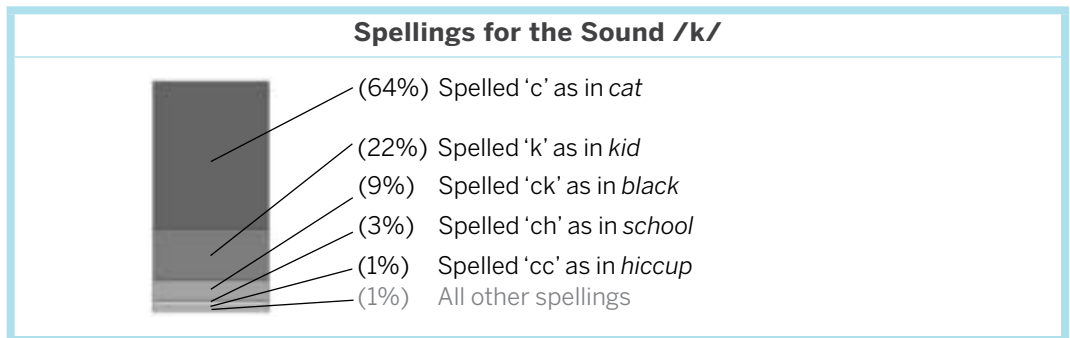 Spellings for the Sound /k/
(64%) Spelled ‘c’ as in cat
(22%) Spelled ‘k’ as in kid
(9%) Spelled ‘ck’ as in black
(3%) Spelled ‘ch’ as in school
(1%) Spelled ‘cc’ as in hiccup
(1%) All other spellings